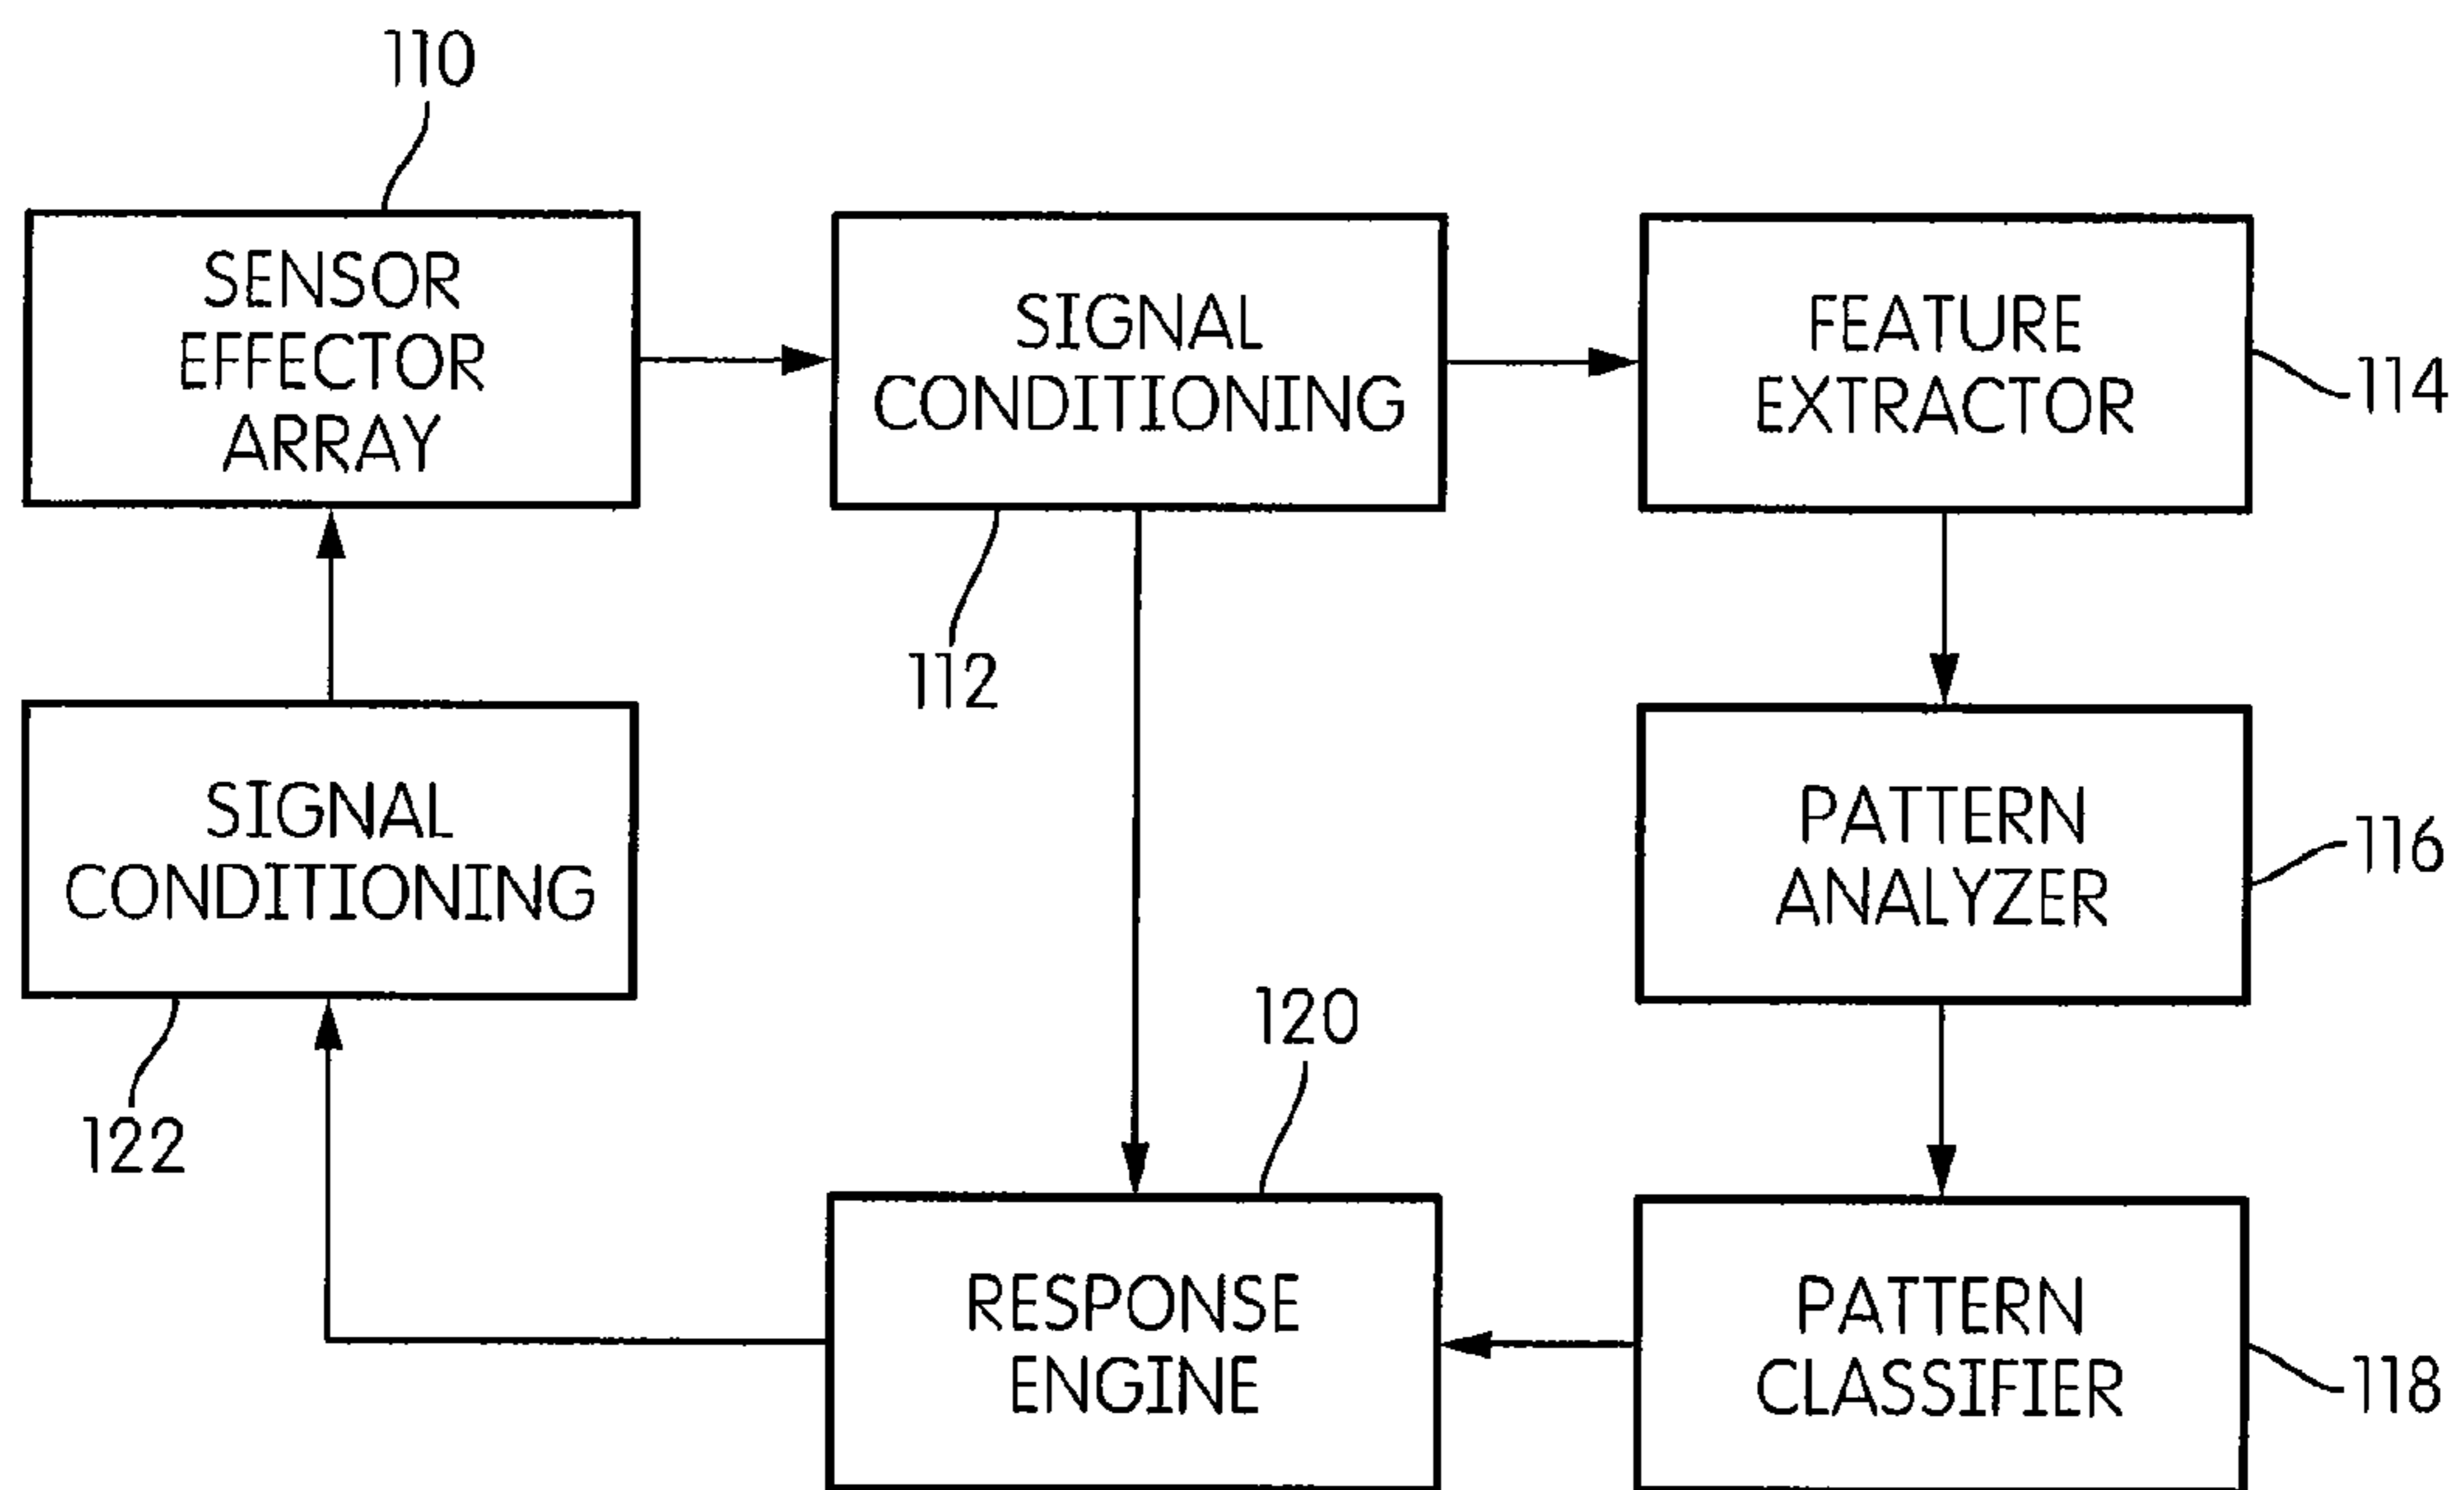 110
SENSOR
EFFECTOR
ARRAY
SIGNAL
CONDITIONING
112
FEATURE
EXTRACTOR
114
SIGNAL
CONDITIONING
122
PATTERN
ANALYZER
116
120
RESPONSE
ENGINE
PATTERN
CLASSIFIER
118